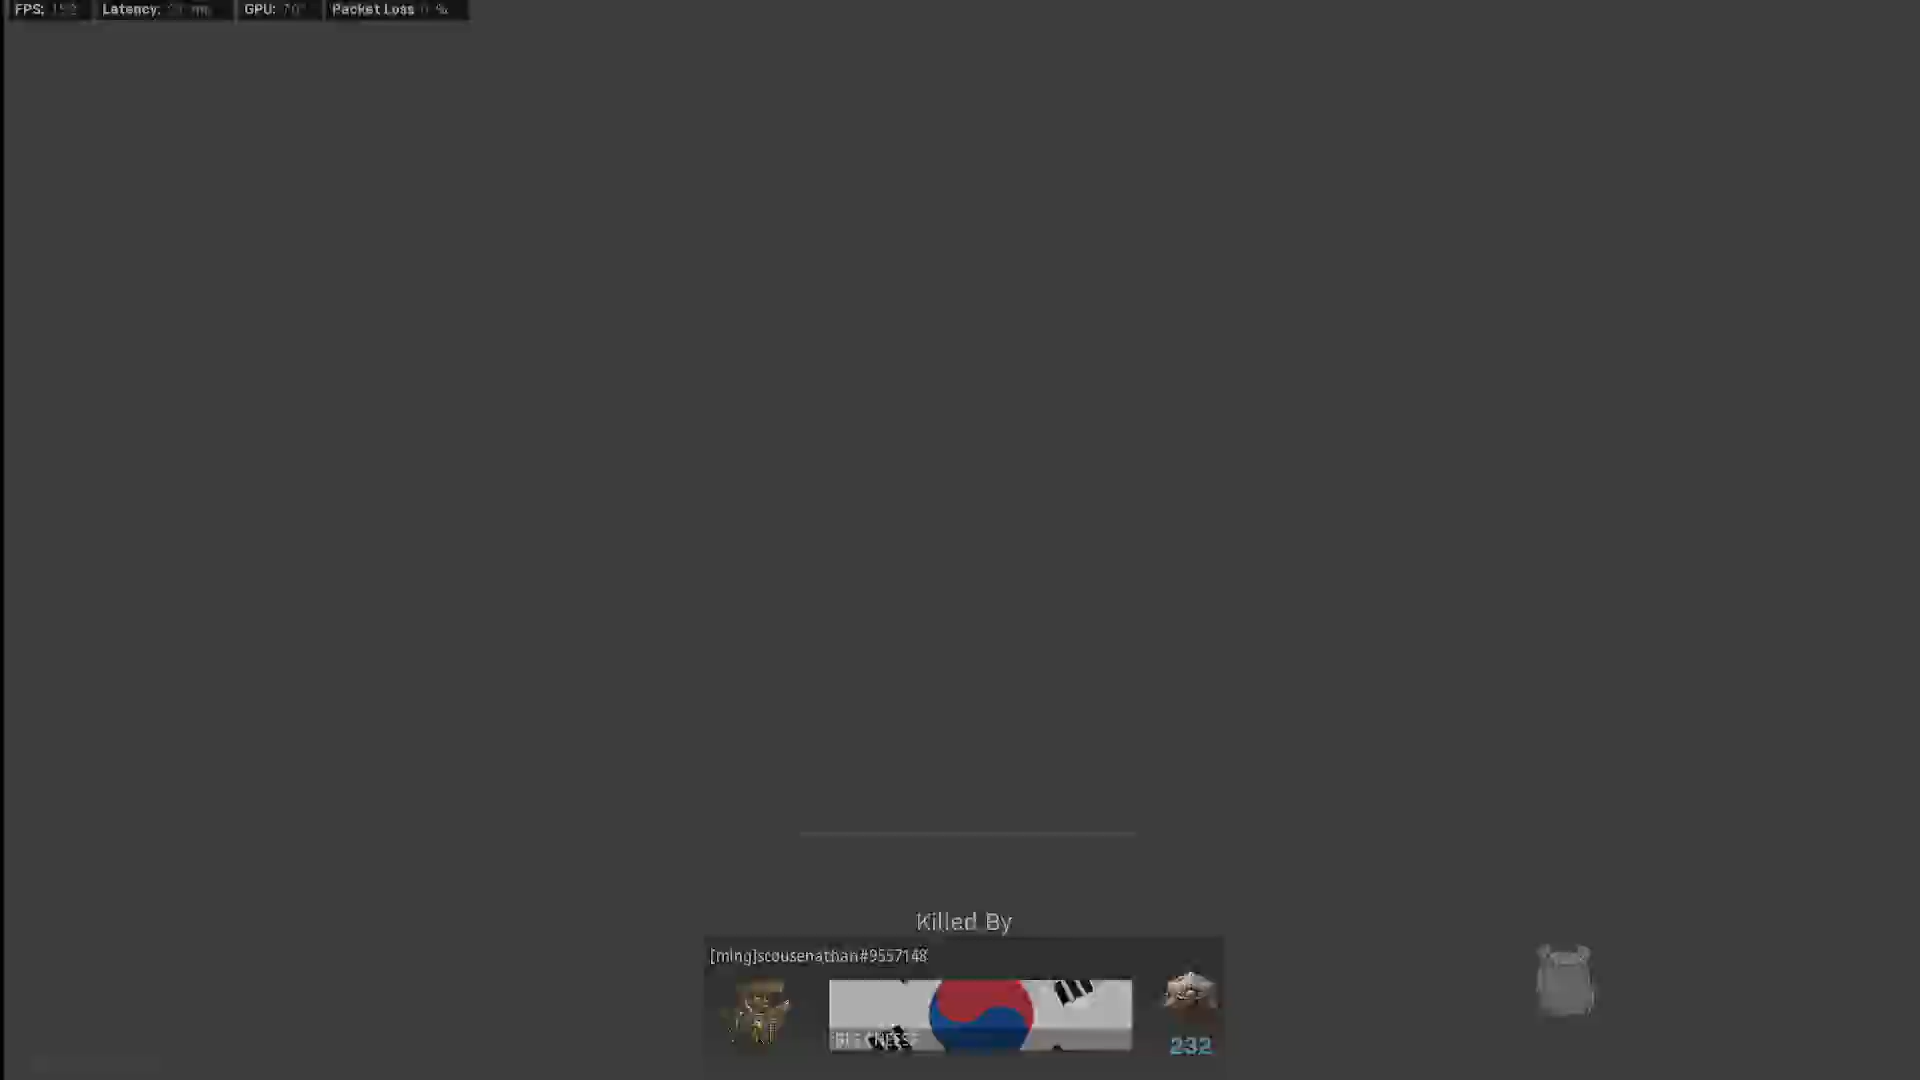 FPS:
Latency:
GPU:
Packet Loss
Killed By
[ming]scousenathan#9557148
232